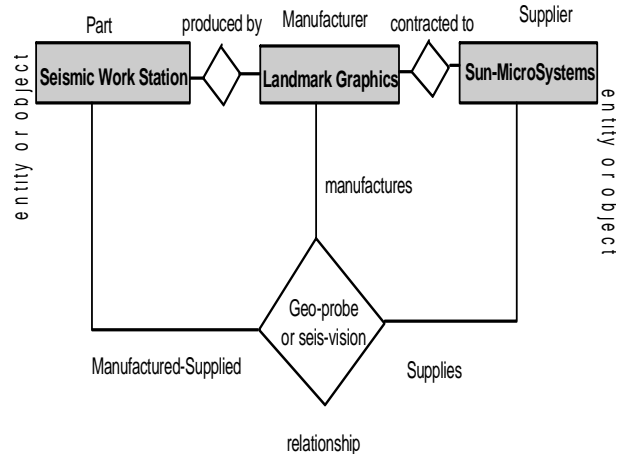 Part
produced by
Manufacturer
contracted to
Supplier
Seismic Work Station
Landmark Graphics
Sun-MicroSystems
entity or object
entity or object
manufactures
Geo-probe
or seis-vision
Manufactured-Supplied
Supplies
relationship